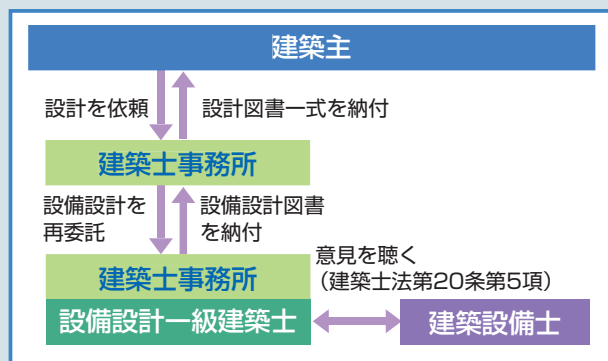 建築主
設計を依頼
設計図書一式を納付
建築士事務所
設備設計を
再委託
設備設計図書
を納付
建築士事務所
設備設計一級建築士
意見を聴く
（建築士法第20条第5項）
建築設備士